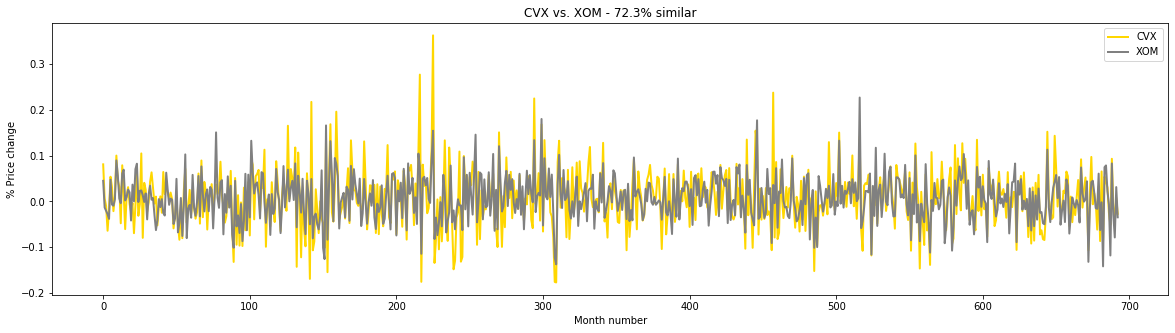 CVX vs. XOM - 72.3% similar
CVX
XOM
% Price change
0.3
0.2
0.1
0.0
−0.1
−0.2
0
100
200
300
400
500
600
700
Month number